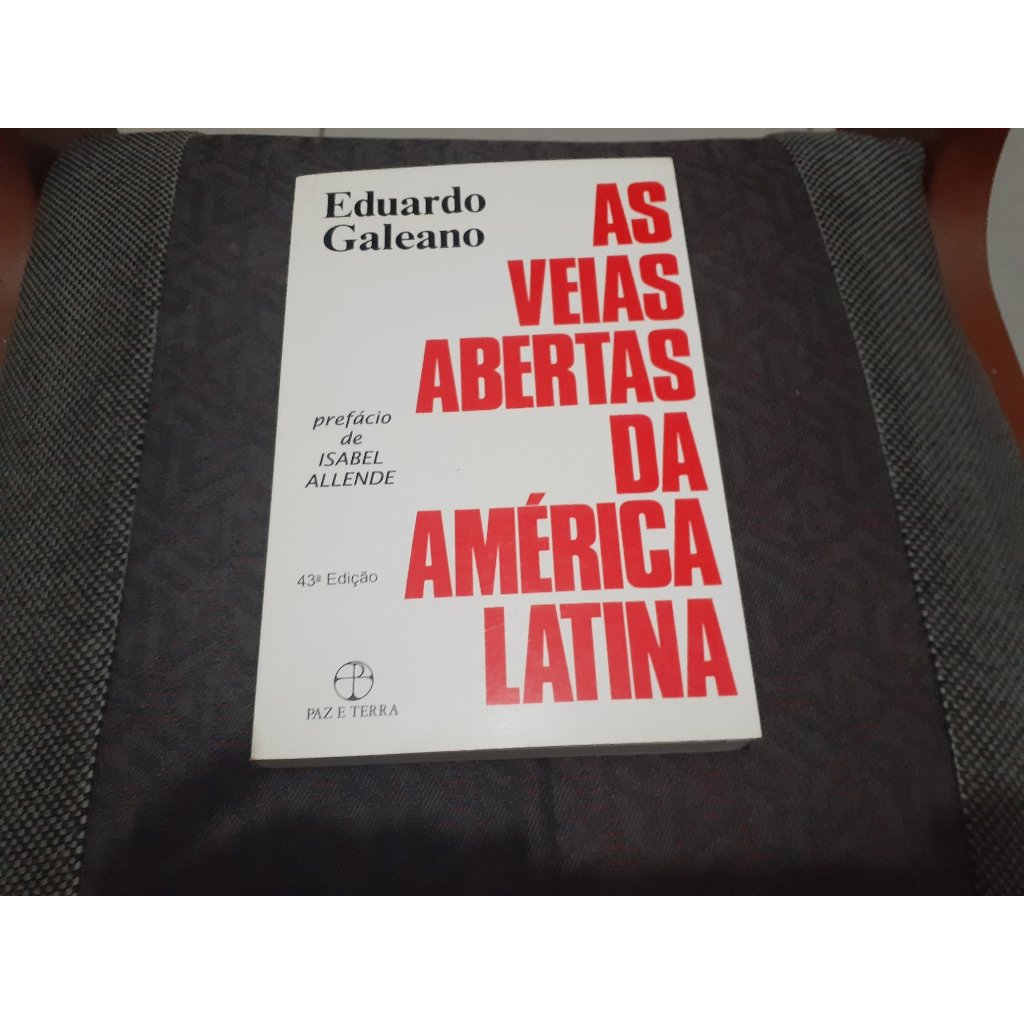 Eduardo
Galeano
AS
VEIAS
ABERTAS
DA
AMÉRICA
LATINA
prefácio
de
ISABEL
ALLENDE
43ª Edição
PAZ E TERRA